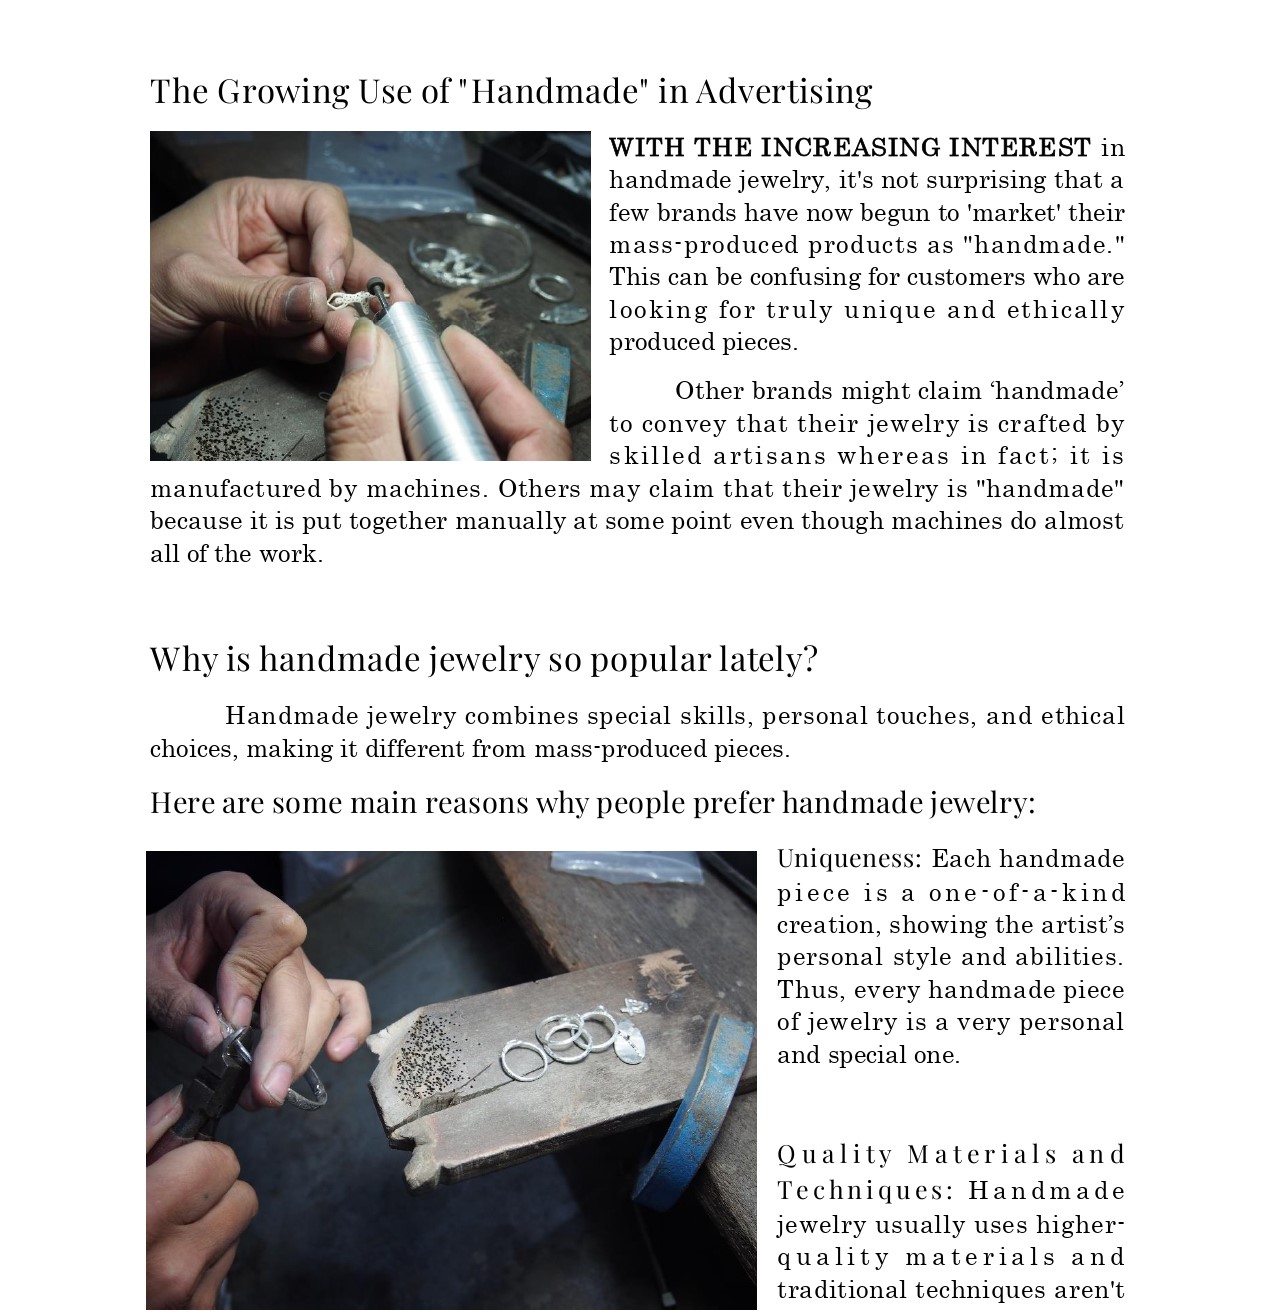 The Growing Use of "Handmade" in Advertising
WITH THE INCREASING INTEREST in
handmade jewelry, it's not surprising that a
few brands have now begun to 'market' their
mass-produced products as "handmade."
This can be confusing for customers who are
looking for truly unique and ethically
produced pieces.
Other brands might claim ‘handmade’
to convey that their jewelry is crafted by
skilled artisans whereas in fact; it is
manufactured by machines. Others may claim that their jewelry is "handmade"
because it is put together manually at some point even though machines do almost
all of the work.
Why is handmade jewelry so popular lately?
Handmade jewelry combines special skills, personal touches, and ethical
choices, making it different from mass-produced pieces.
Here are some main reasons why people prefer handmade jewelry:
Uniqueness: Each handmade
piece is a one-of-a-kind
creation, showing the artist’s
personal style and abilities.
Thus, every handmade piece
of jewelry is a very personal
and special one.
Quality Materials and
Techniques: Handmade
jewelry usually uses higher-
quality materials and
traditional techniques aren't